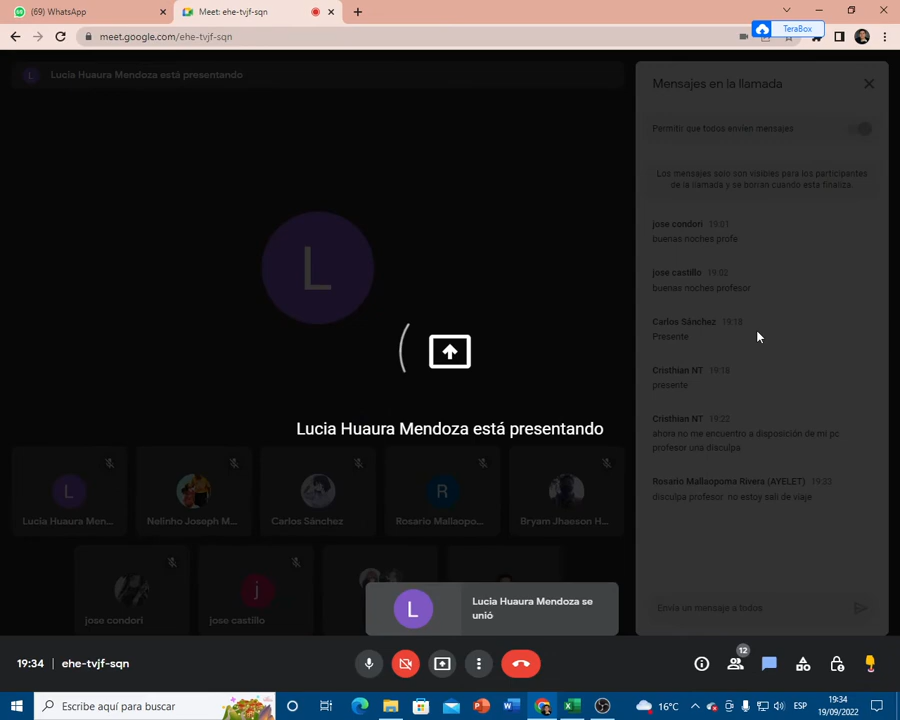 (69) WhatsApp
Meet: ehe-tvjf-sqn
meet.google.com/ehe-tvjf-sqn
TeraBox
L
Lucia Huaura Mendoza está presentando
L
Lucia Huaura Mendoza está presentando
L
Lucia Huaura Men...
Nelinho Joseph M...
Carlos Sánchez
R
Rosario Mallaopo...
Bryam Jhaeson H...
jose condori
j
jose castillo
L
Lucia Huaura Mendoza se
unió
Mensajes en la llamada
Permitir que todos envíen mensajes
Los mensajes solo son visibles para los participantes
de la llamada y se borran cuando esta finaliza.
jose condori 19:01
buenas noches profe
jose castillo 19:02
buenas noches profesor
Carlos Sánchez 19:18
Presente
Cristhian NT 19:18
presente
Cristhian NT 19:22
ahora no me encuentro a disposición de mi pc
profesor una disculpa
Rosario Mallaopoma Rivera (AYELET) 19:33
disculpa profesor no estoy sali de viaje
Envía un mensaje a todos
19:34 | ehe-tvjf-sqn
12
Escribe aquí para buscar
16°C
ESP
19:34
19/09/2022